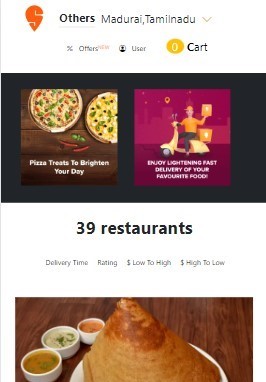 Others Madurai,Tamilnadu
% Offers NEW User 0 Cart
Pizza Treats To Brighten
Your Day
ENJOY LIGHTENING FAST
DELIVERY OF YOUR
FAVOURITE FOOD!
39 restaurants
Delivery Time Rating $ Low To High $ High To Low